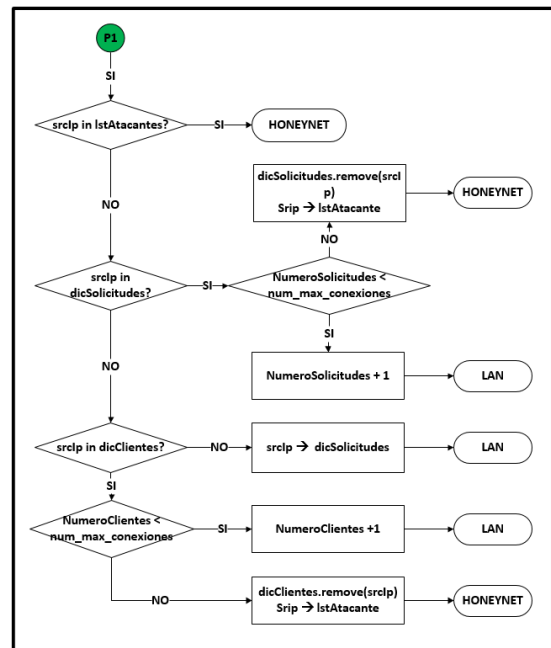 P1
SI
srcIp in lstAtacantes?
SI
HONEYNET
NO
dicSolicitudes.remove(srcI
p)
Srip → lstAtacante
HONEYNET
NO
srcIp in
dicSolicitudes?
SI
NumeroSolicitudes <
num_max_conexiones
SI
NO
NumeroSolicitudes + 1
LAN
srcIp in dicClientes?
NO
srcIp → dicSolicitudes
LAN
SI
NumeroClientes <
num_max_conexiones
SI
NumeroClientes +1
LAN
NO
dicClientes.remove(srcIp)
Srip → lstAtacante
HONEYNET